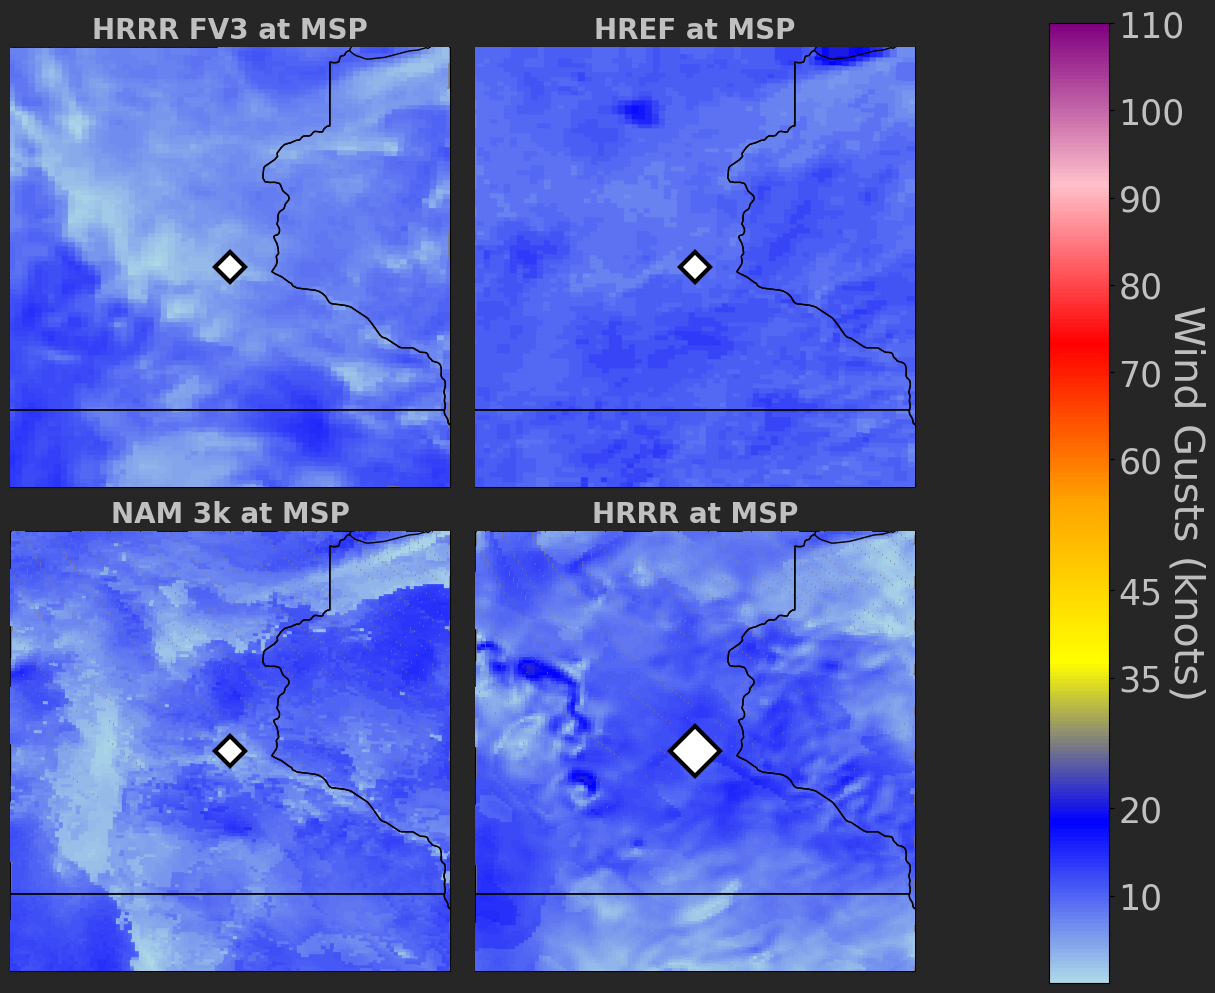 HRRR FV3 at MSP
HREF at MSP
NAM 3k at MSP
HRRR at MSP
110
100
90
80
70
60
45
35
20
10
Wind Gusts (knots)